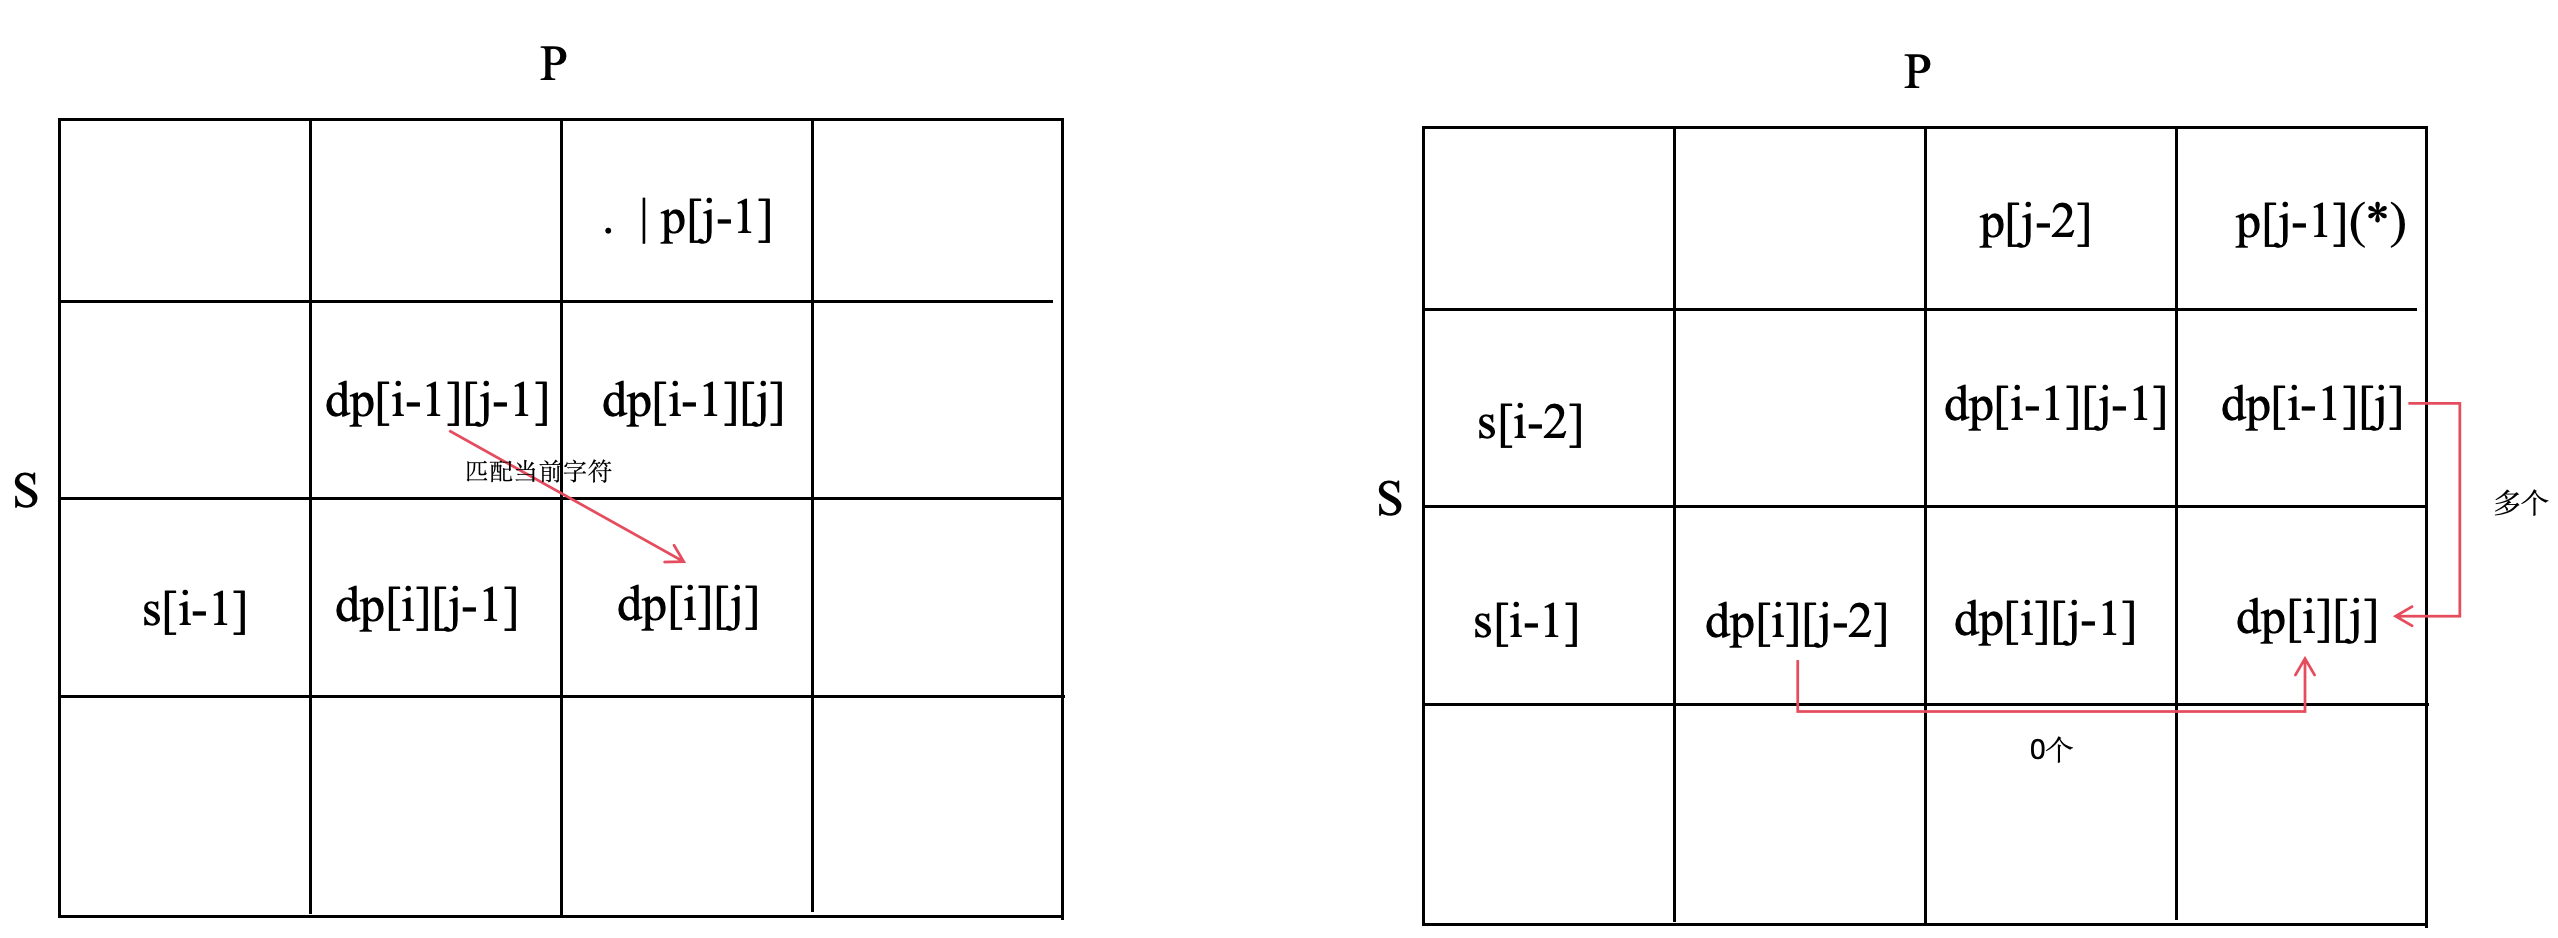 P
. | p[j-1]
dp[i-1][j-1] dp[i-1][j]
匹配当前字符
S
s[i-1] dp[i][j-1] dp[i][j]
P
p[j-2] p[j-1](*)
s[i-2] dp[i-1][j-1] dp[i-1][j]
S
多个
s[i-1] dp[i][j-2] dp[i][j-1] dp[i][j]
0个